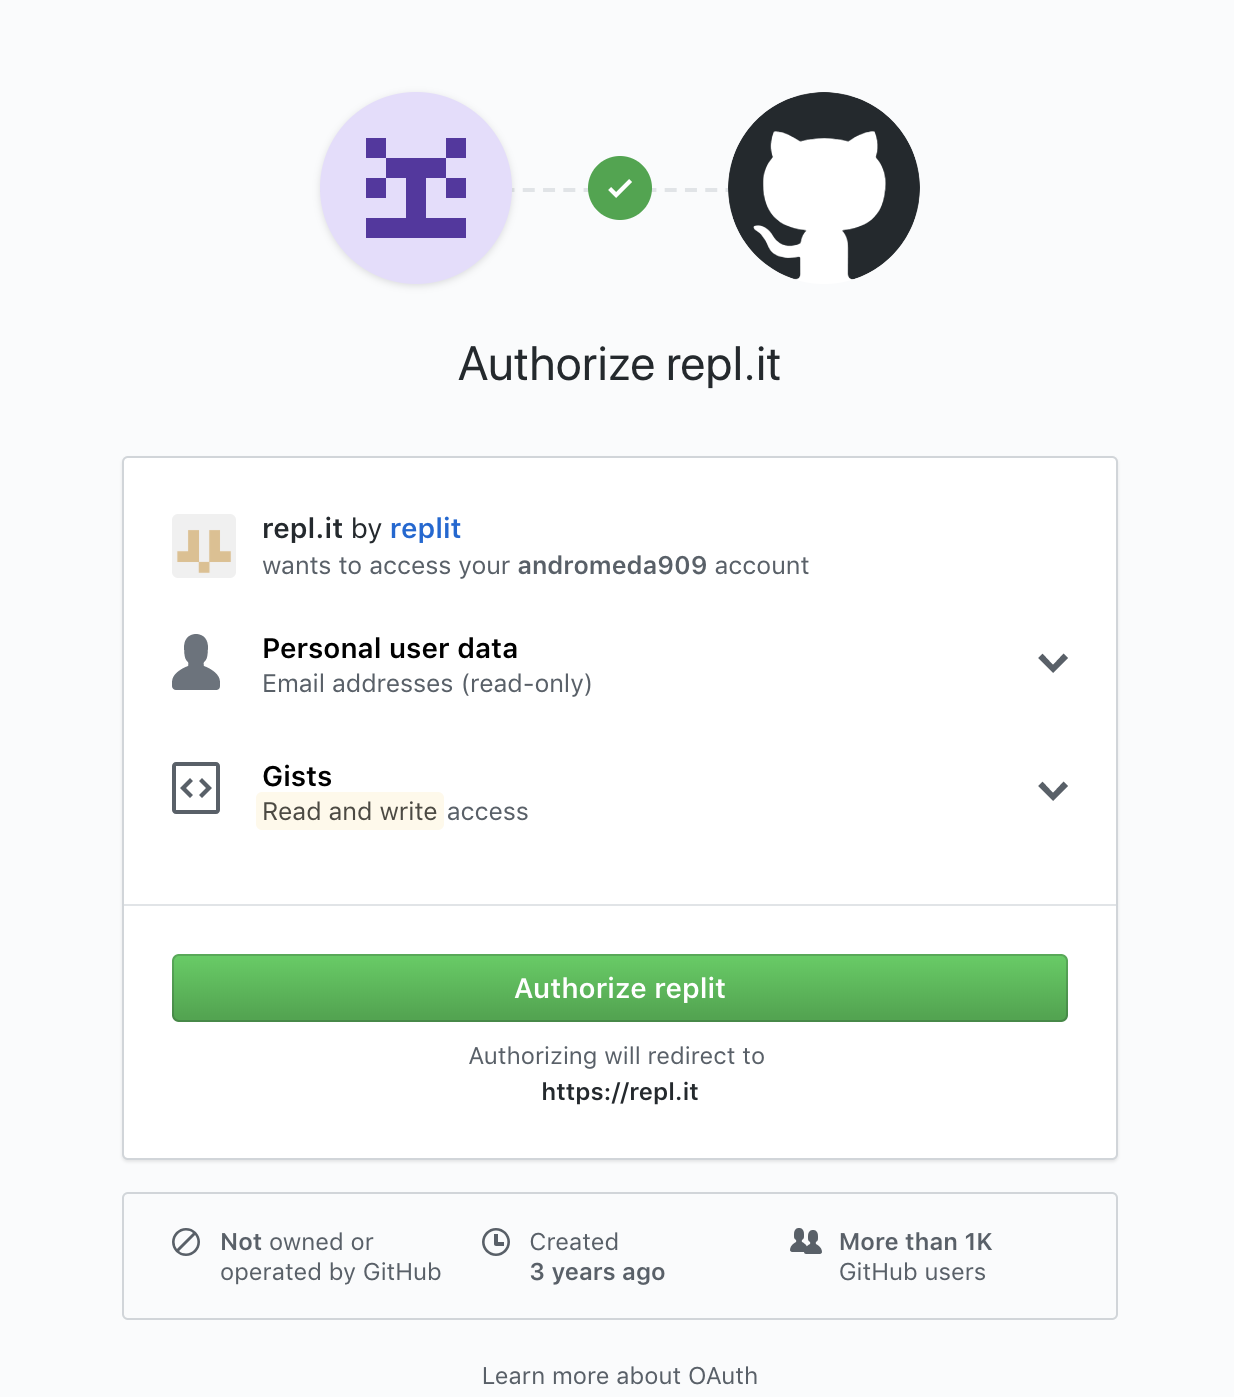 Authorize repl.it
repl.it by replit
wants to access your andromeda909 account
Personal user data
Email addresses (read-only)
Gists
Read and write access
Authorize replit
Authorizing will redirect to
https://repl.it
Not owned or
operated by GitHub
Created
3 years ago
More than 1K
GitHub users
Learn more about OAuth